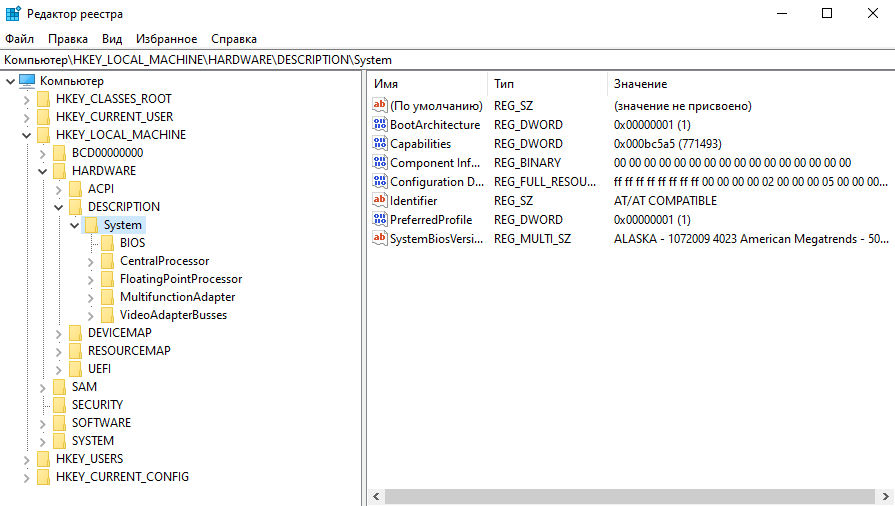 Редактор реестра
Файл Правка Вид Избранное Справка
Компьютер\HKEY_LOCAL_MACHINE\HARDWARE\DESCRIPTION\System
Компьютер
HKEY_CLASSES_ROOT
HKEY_CURRENT_USER
HKEY_LOCAL_MACHINE
BCD00000000
HARDWARE
ACPI
DESCRIPTION
System
BIOS
CentralProcessor
FloatingPointProcessor
MultifunctionAdapter
VideoAdapterBusses
DEVICEMAP
RESOURCEMAP
UEFI
SAM
SECURITY
SOFTWARE
SYSTEM
HKEY_USERS
HKEY_CURRENT_CONFIG
Имя Тип Значение
(По умолчанию) REG_SZ (значение не присвоено)
BootArchitecture REG_DWORD 0x00000001 (1)
Capabilities REG_DWORD 0x000bc5a5 (771493)
Component Inf... REG_BINARY 00 00 00 00 00 00 00 00 00 00 00 00 00 00 00 00
Configuration D... REG_FULL_RESOU... ff ff ff ff ff ff ff ff 00 00 00 00 02 00 00 00 05 00 00 00...
Identifier REG_SZ AT/AT COMPATIBLE
PreferredProfile REG_DWORD 0x00000001 (1)
SystemBiosVersi... REG_MULTI_SZ ALASKA - 1072009 4023 American Megatrends - 50...